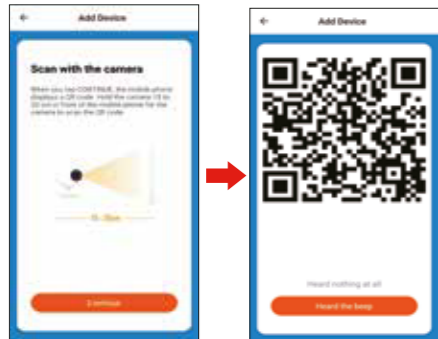 Add Device
Scan with the camera
When you tap CONTINUE, the mobile phone
displays a QR code. Hold the camera 15 to
20 cm in front of the mobile phone for the
camera to scan the QR code.
Continue
Add Device
Heard nothing at all
Heard the beep